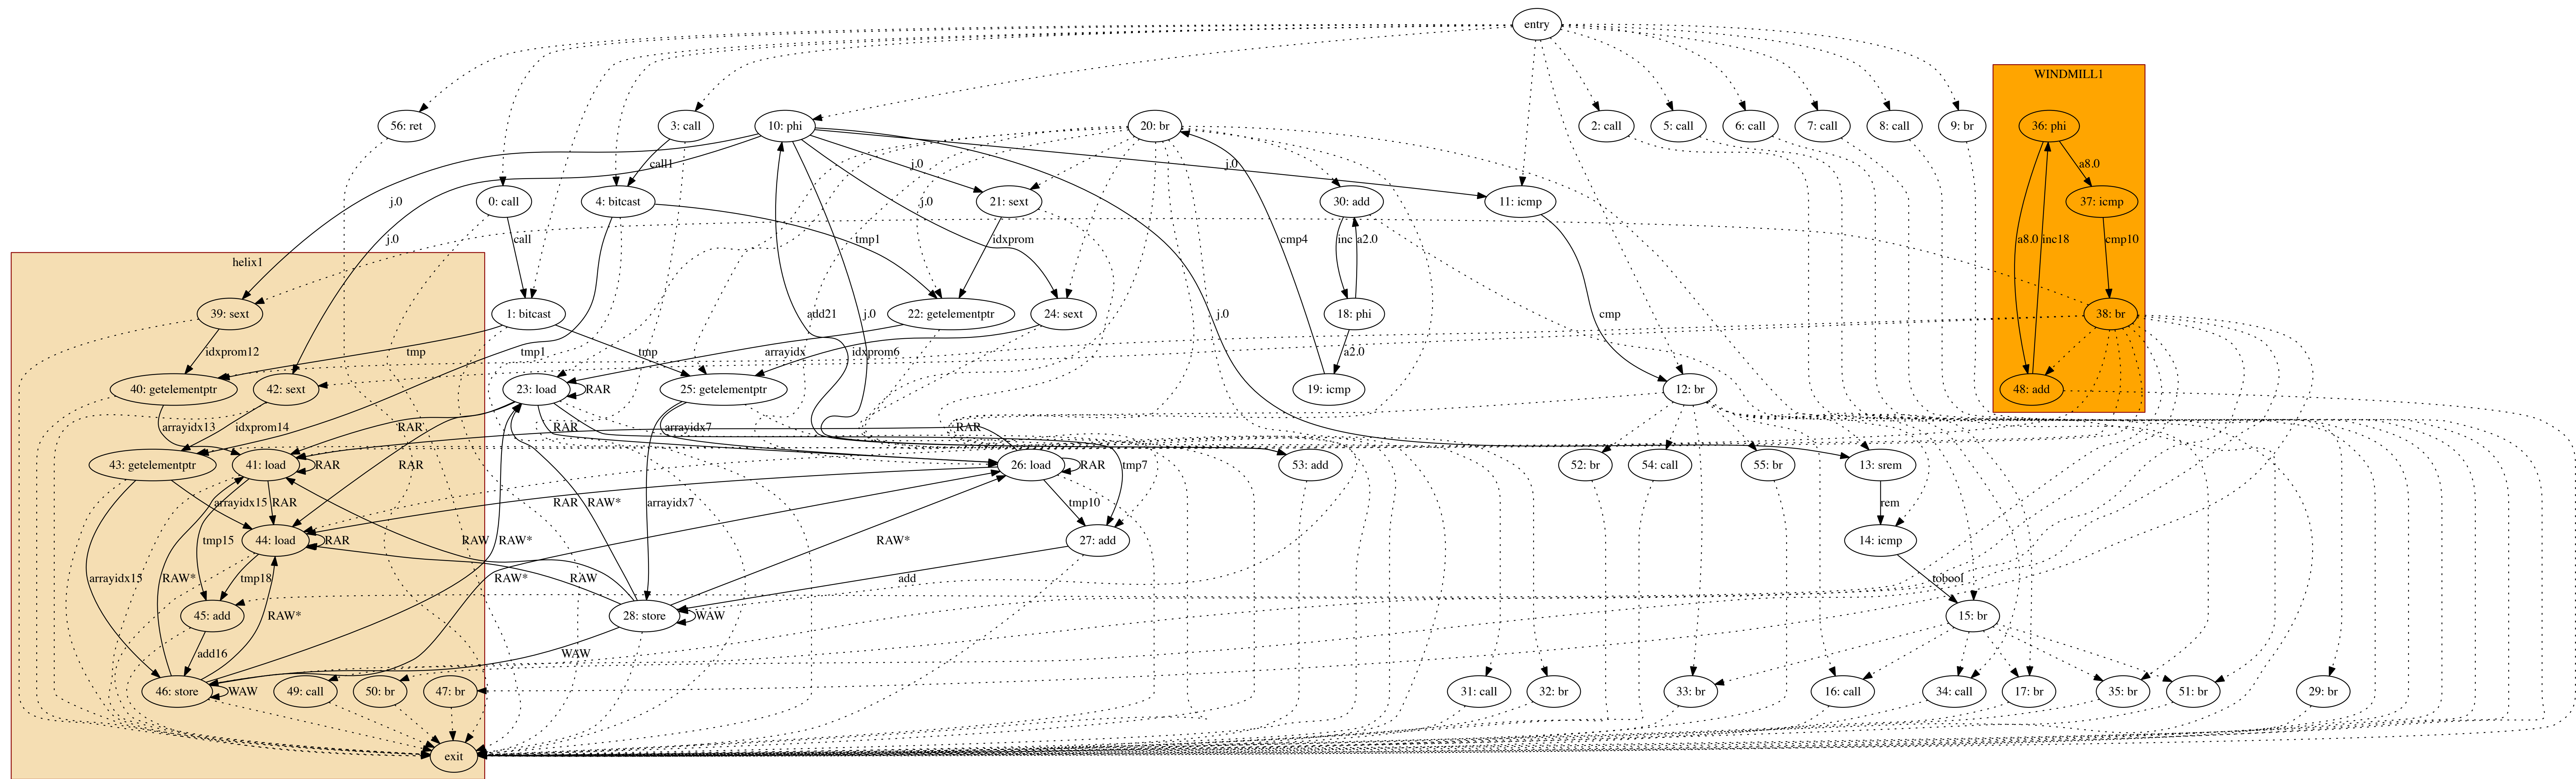 entry
WINDMILL1
56: ret
3: call
10: phi
20: br
2: call
5: call
6: call
7: call
8: call
9: br
36: phi
call1
j.0
j.0
a8.0
j.0
0: call
4: bitcast
j.0
21: sext
30: add
11: icmp
37: icmp
j.0
call
tmp1
idxprom
cmp4
inc
a2.0
a8.0
inc18
cmp10
helix1
39: sext
1: bitcast
add21
j.0
22: getelementptr
24: sext
j.0
18: phi
cmp
38: br
idxprom12
tmp
tmp1
tmp
arrayidx
idxprom6
a2.0
40: getelementptr
42: sext
23: load
RAR
25: getelementptr
19: icmp
12: br
48: add
arrayidx13
idxprom14
RAR
RAR
arrayidx7
RAR
43: getelementptr
41: load
RAR
RAR
26: load
RAR
tmp7
53: add
52: br
54: call
55: br
13: srem
arrayidx15
RAR
RAW*
arrayidx7
RAR
tmp10
rem
44: load
RAR
tmp15
RAW
RAW*
RAW*
27: add
14: icmp
arrayidx15
RAW*
tmp18
RAW*
RAW
add
tobool
45: add
RAW*
28: store
WAW
15: br
add16
WAW
46: store
WAW
49: call
50: br
47: br
31: call
32: br
33: br
16: call
34: call
17: br
35: br
51: br
29: br
exit